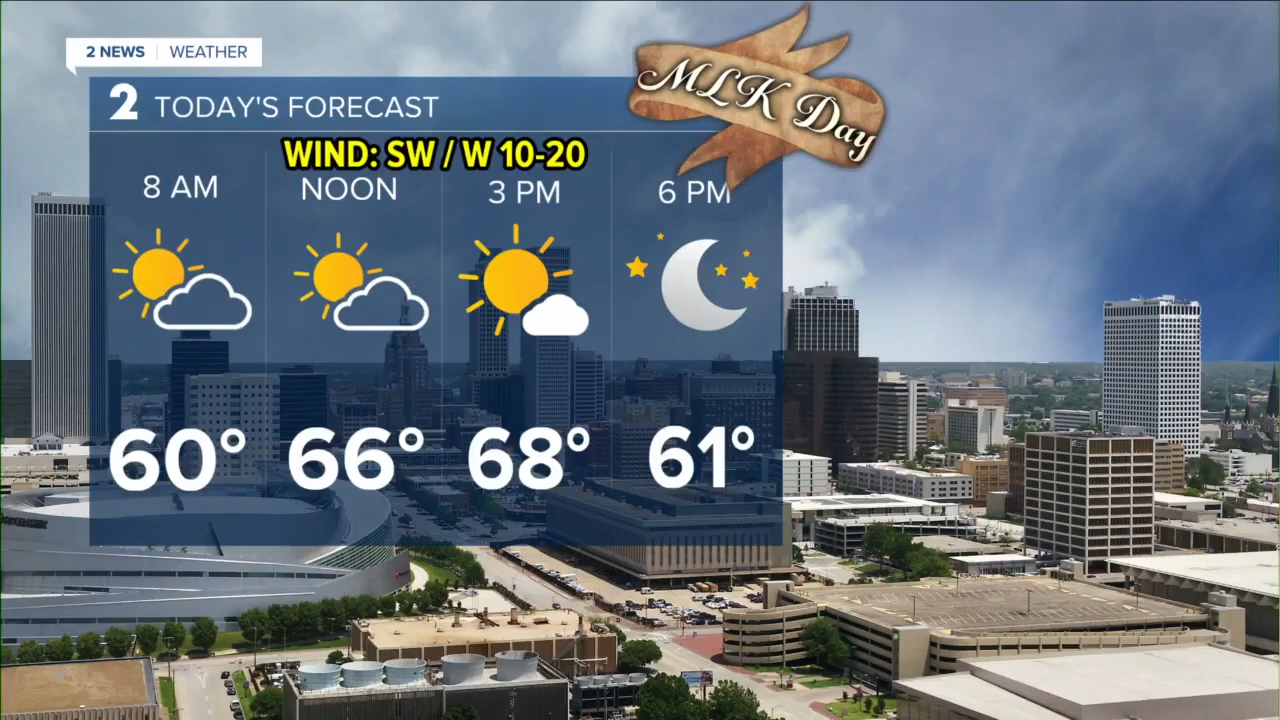 2 NEWS | WEATHER
MLK Day
2 TODAY'S FORECAST
WIND: SW / W 10-20
8 AM NOON 3 PM 6 PM
60° 66° 68° 61°